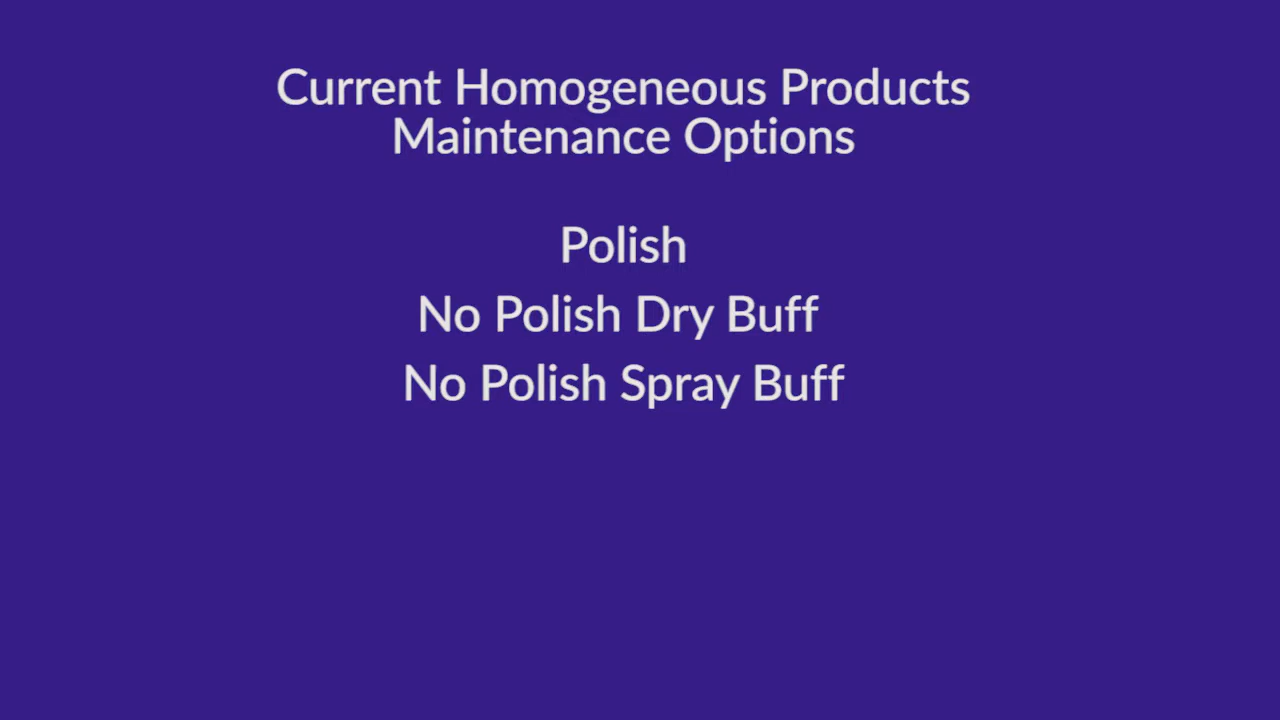 Current Homogeneous Products
Maintenance Options
Polish
No Polish Dry Buff
No Polish Spray Buff